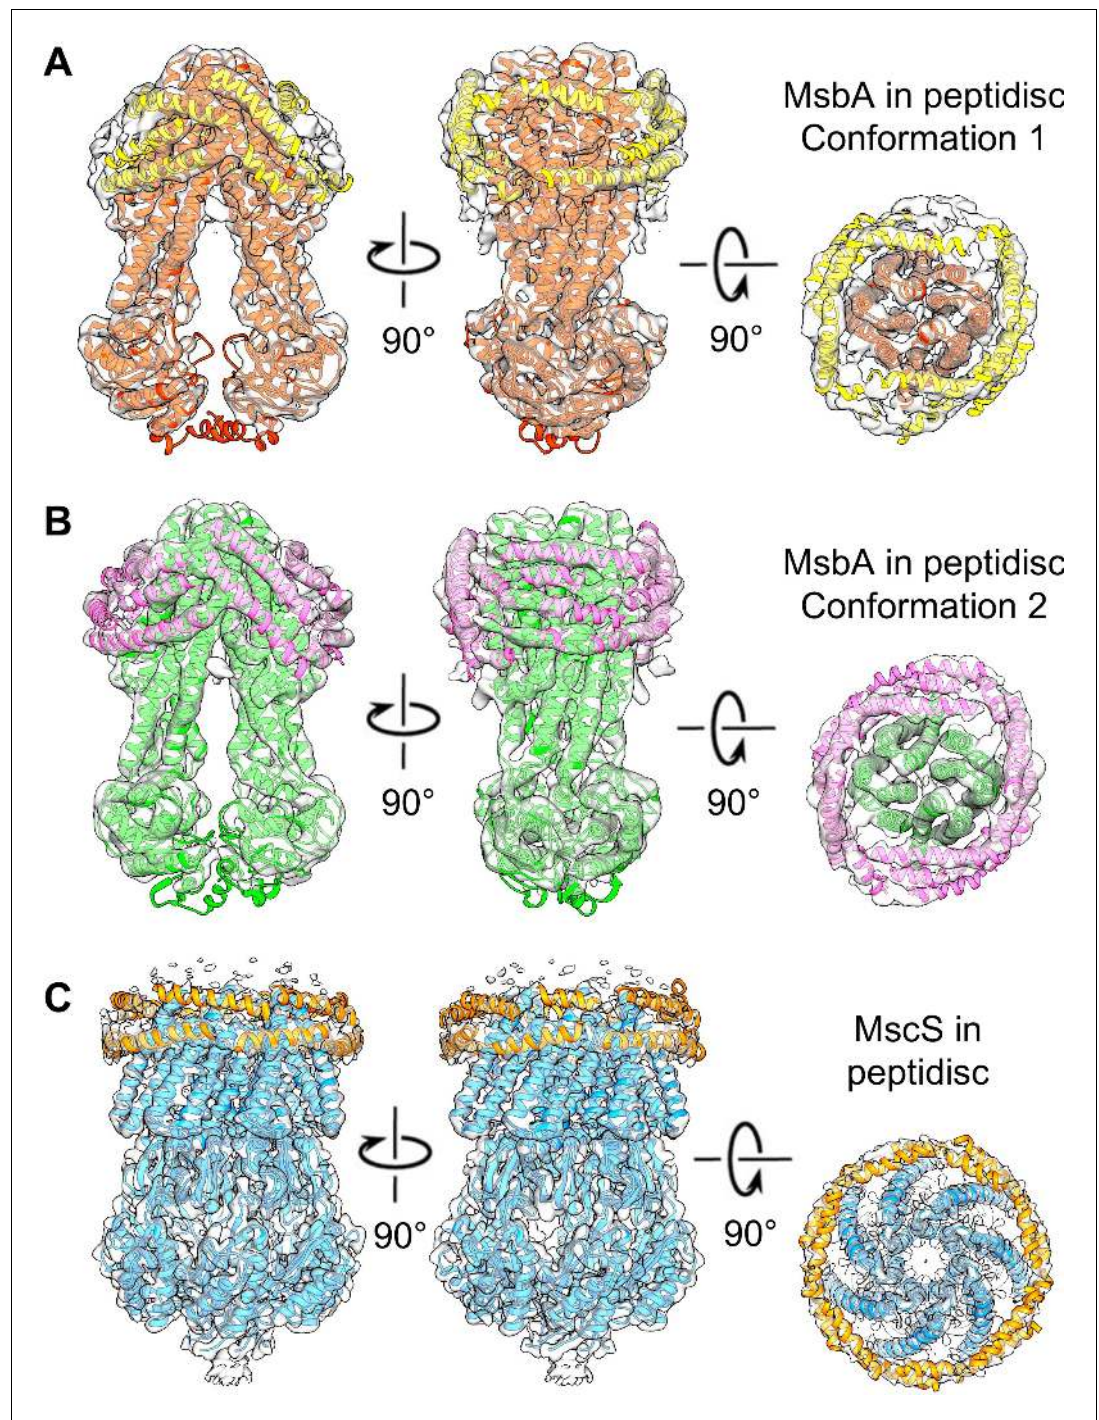 A
MsbA in peptidisc
Conformation 1
90°
90°
B
MsbA in peptidisc
Conformation 2
90°
90°
C
MscS in
peptidisc
90°
90°